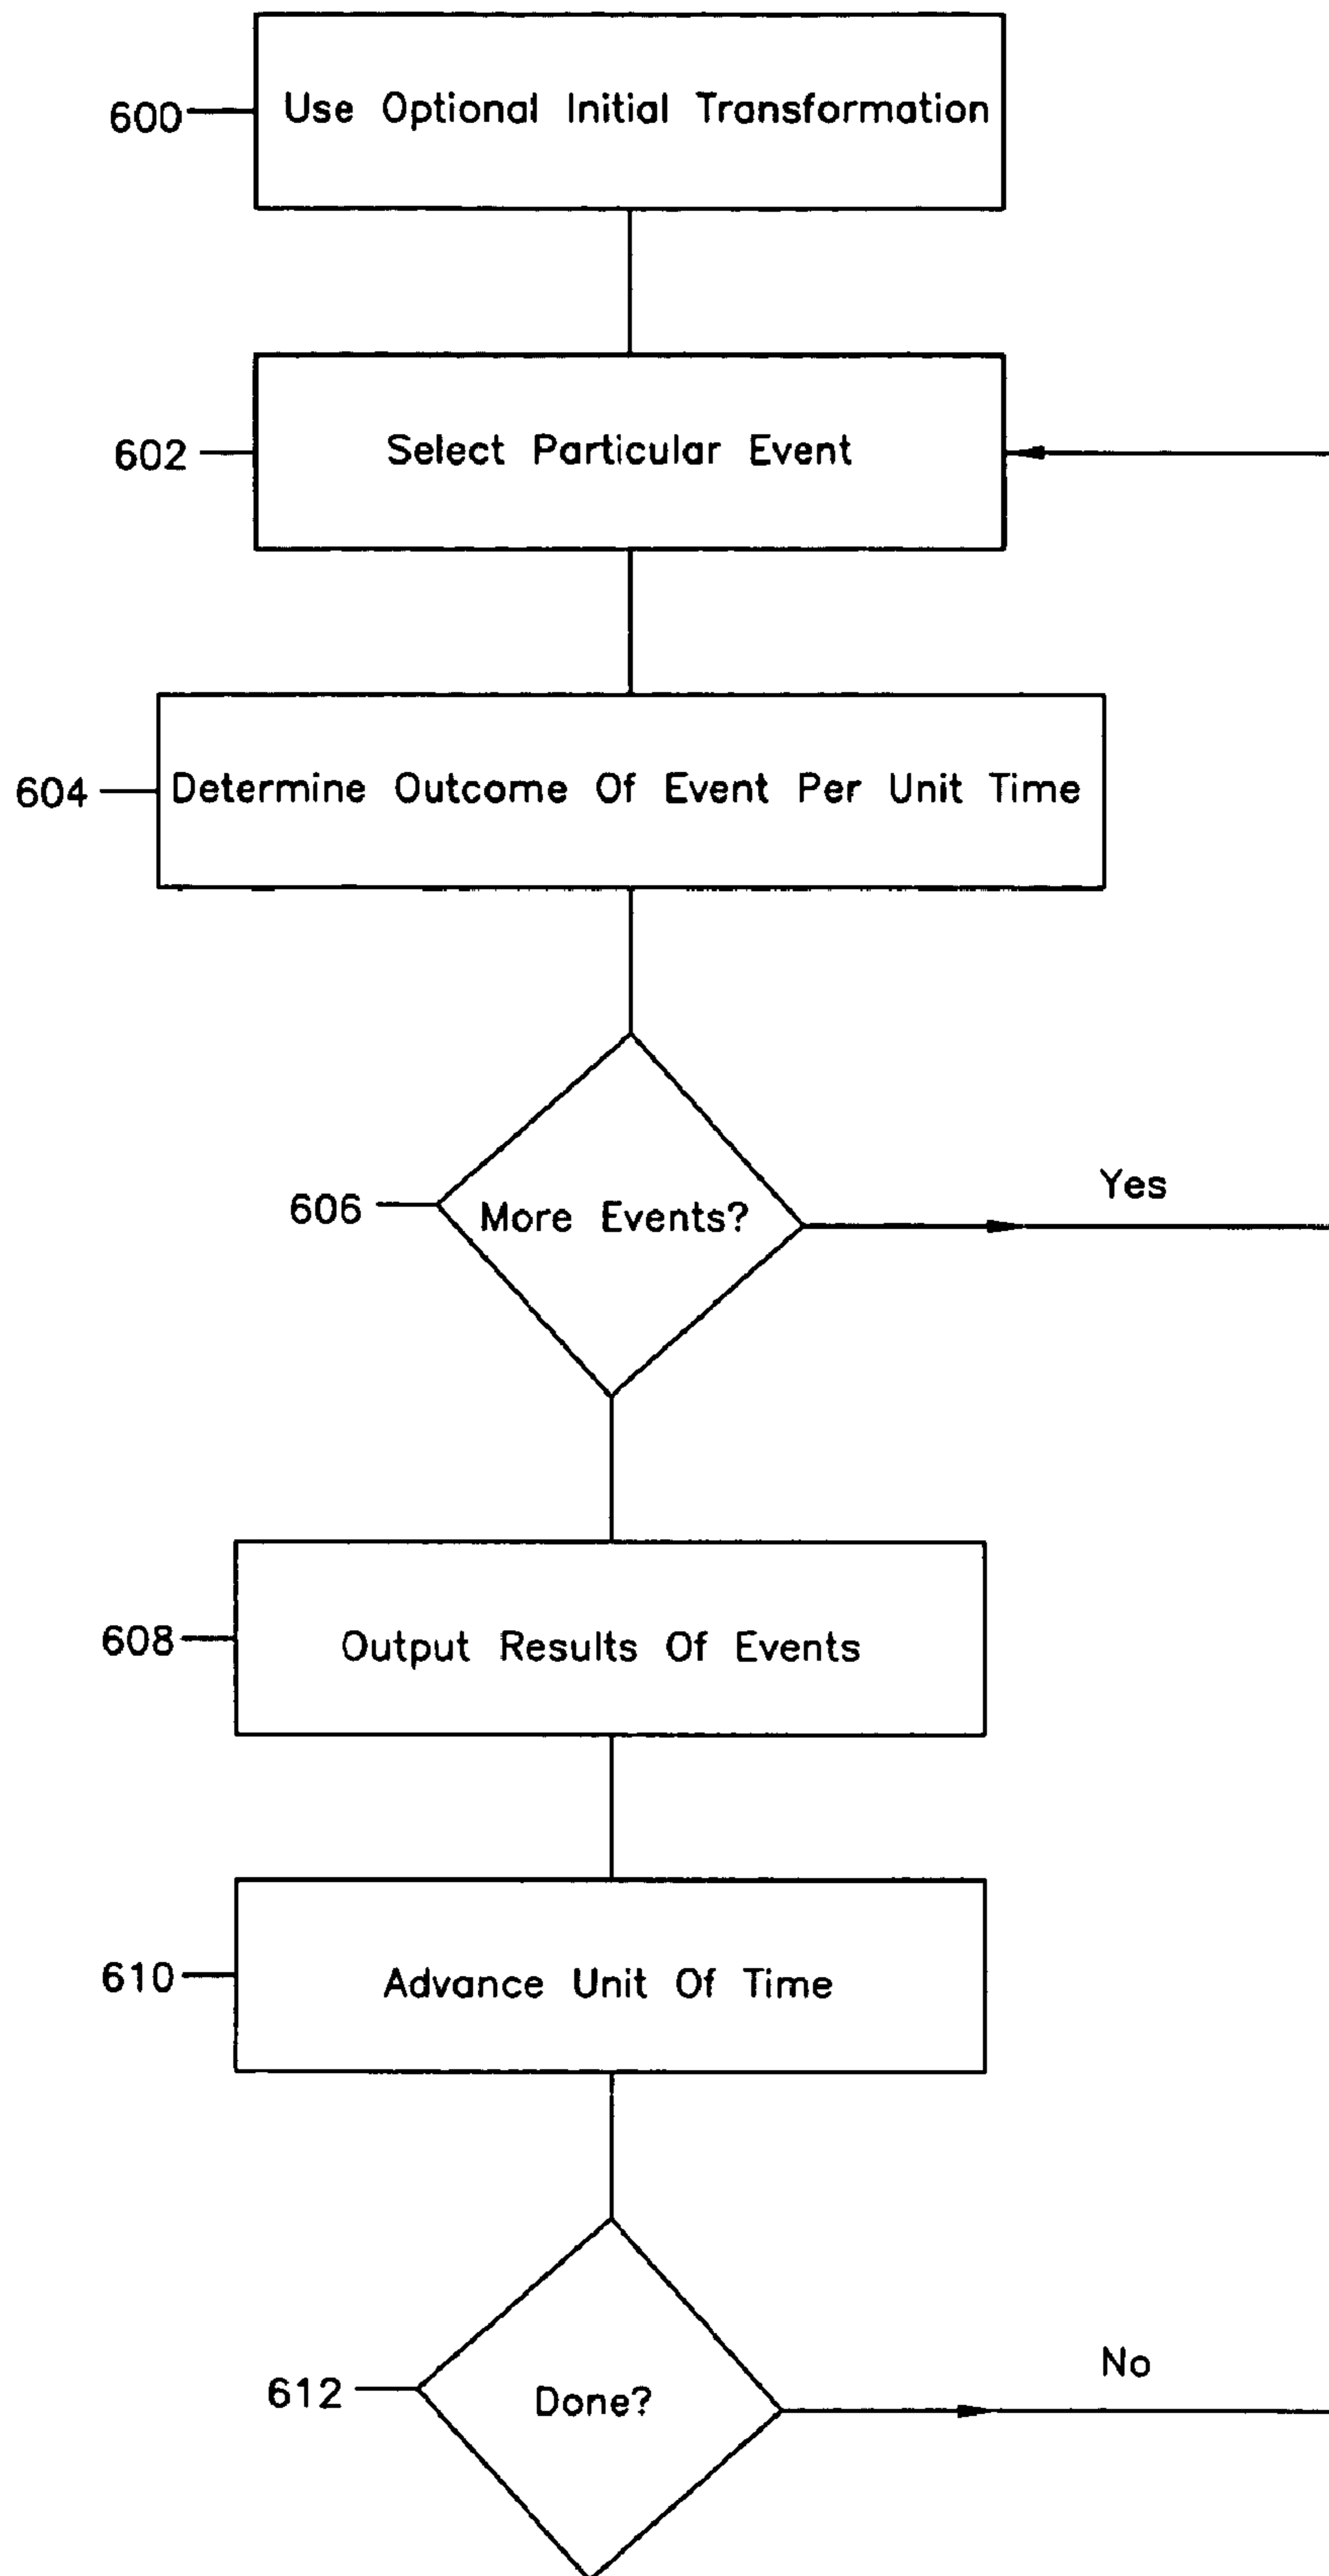 600 Use Optional Initial Transformation
602 Select Particular Event
604 Determine Outcome Of Event Per Unit Time
606 More Events? Yes
608 Output Results Of Events
610 Advance Unit Of Time
612 Done? No